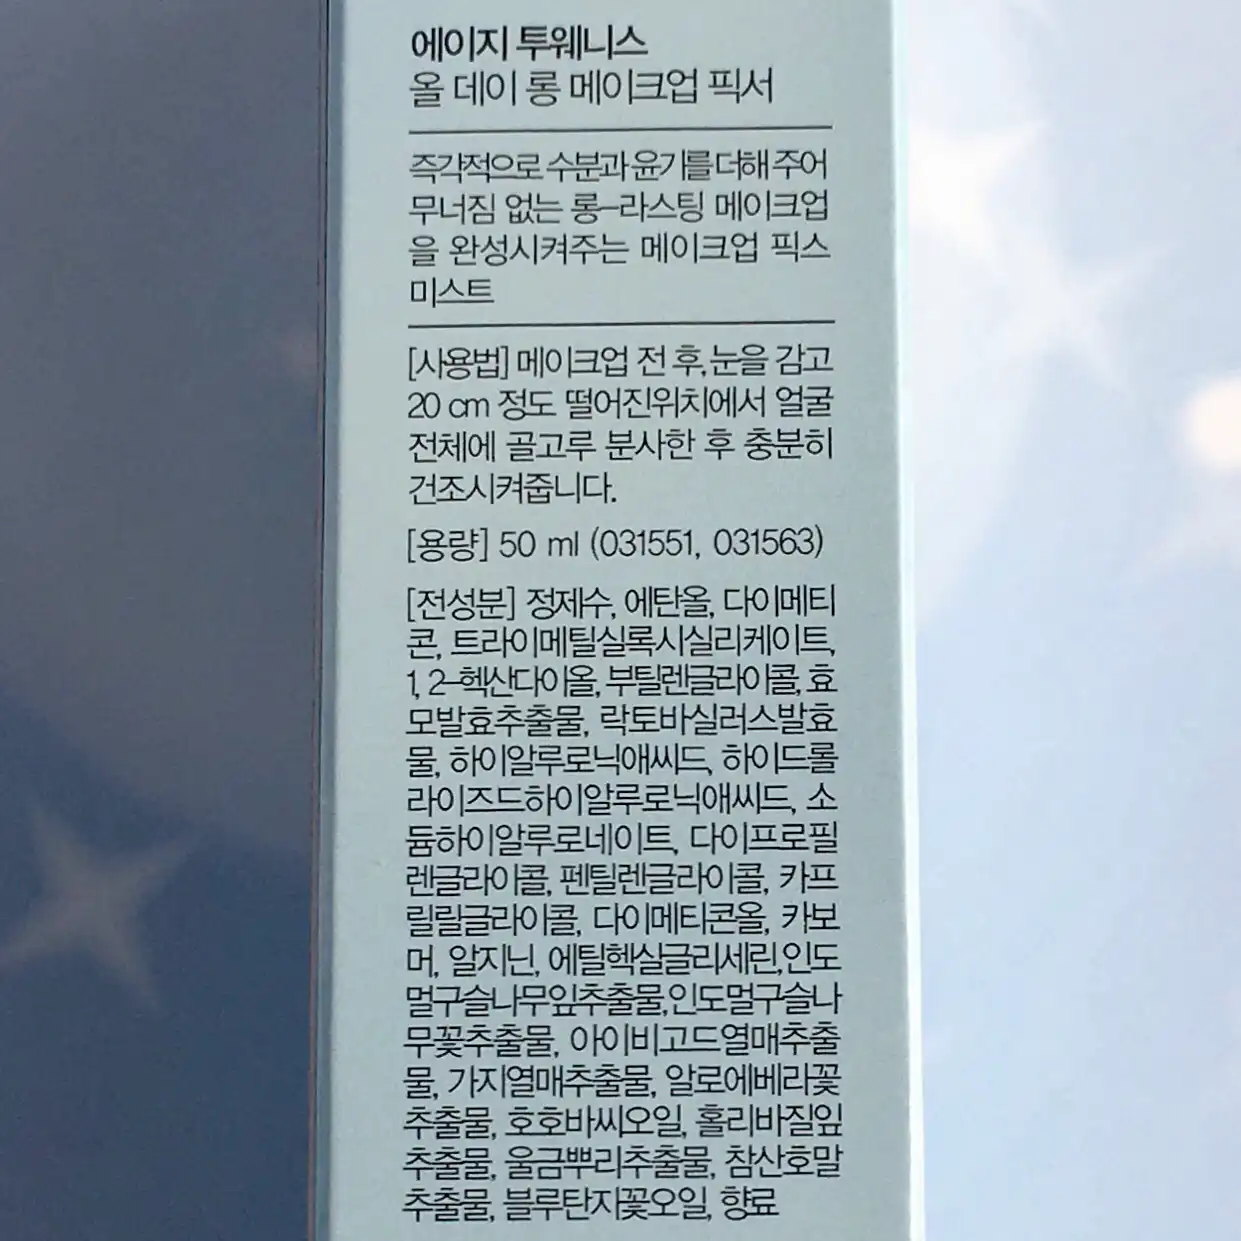 에이지 투웨니스
올 데이 롱 메이크업 픽서
즉각적으로 수분과 윤기를 더해 주어
무너짐 없는 롱-라스팅 메이크업
을 완성시켜주는 메이크업 픽스
미스트
[사용법] 메이크업 전 후, 눈을 감고
20 cm 정도 떨어진위치에서 얼굴
전체에 골고루 분사한 후 충분히
건조시켜줍니다.
[용량] 50 ml (031551, 031563)
[전성분] 정제수, 에탄올, 다이메티
콘, 트라이메틸실록시실리케이트,
1, 2-헥산다이올, 부틸렌글라이콜, 효
모발효추출물, 락토바실러스발효
물, 하이알루로닉애씨드, 하이드롤
라이즈드하이알루로닉애씨드, 소
듐하이알루로네이트, 다이프로필
렌글라이콜, 펜틸렌글라이콜, 카프
릴릴글라이콜, 다이메티콘올, 카보
머, 알지닌, 에틸헥실글리세린,인도
멀구슬나무잎추출물,인도멀구슬나
무꽃추출물, 아이비고드열매추출
물, 가지열매추출물, 알로에베라꽃
추출물, 호호바씨오일, 홀리바질잎
추출물, 울금뿌리추출물, 참산호말
추출물, 블루탄지꽃오일, 향료